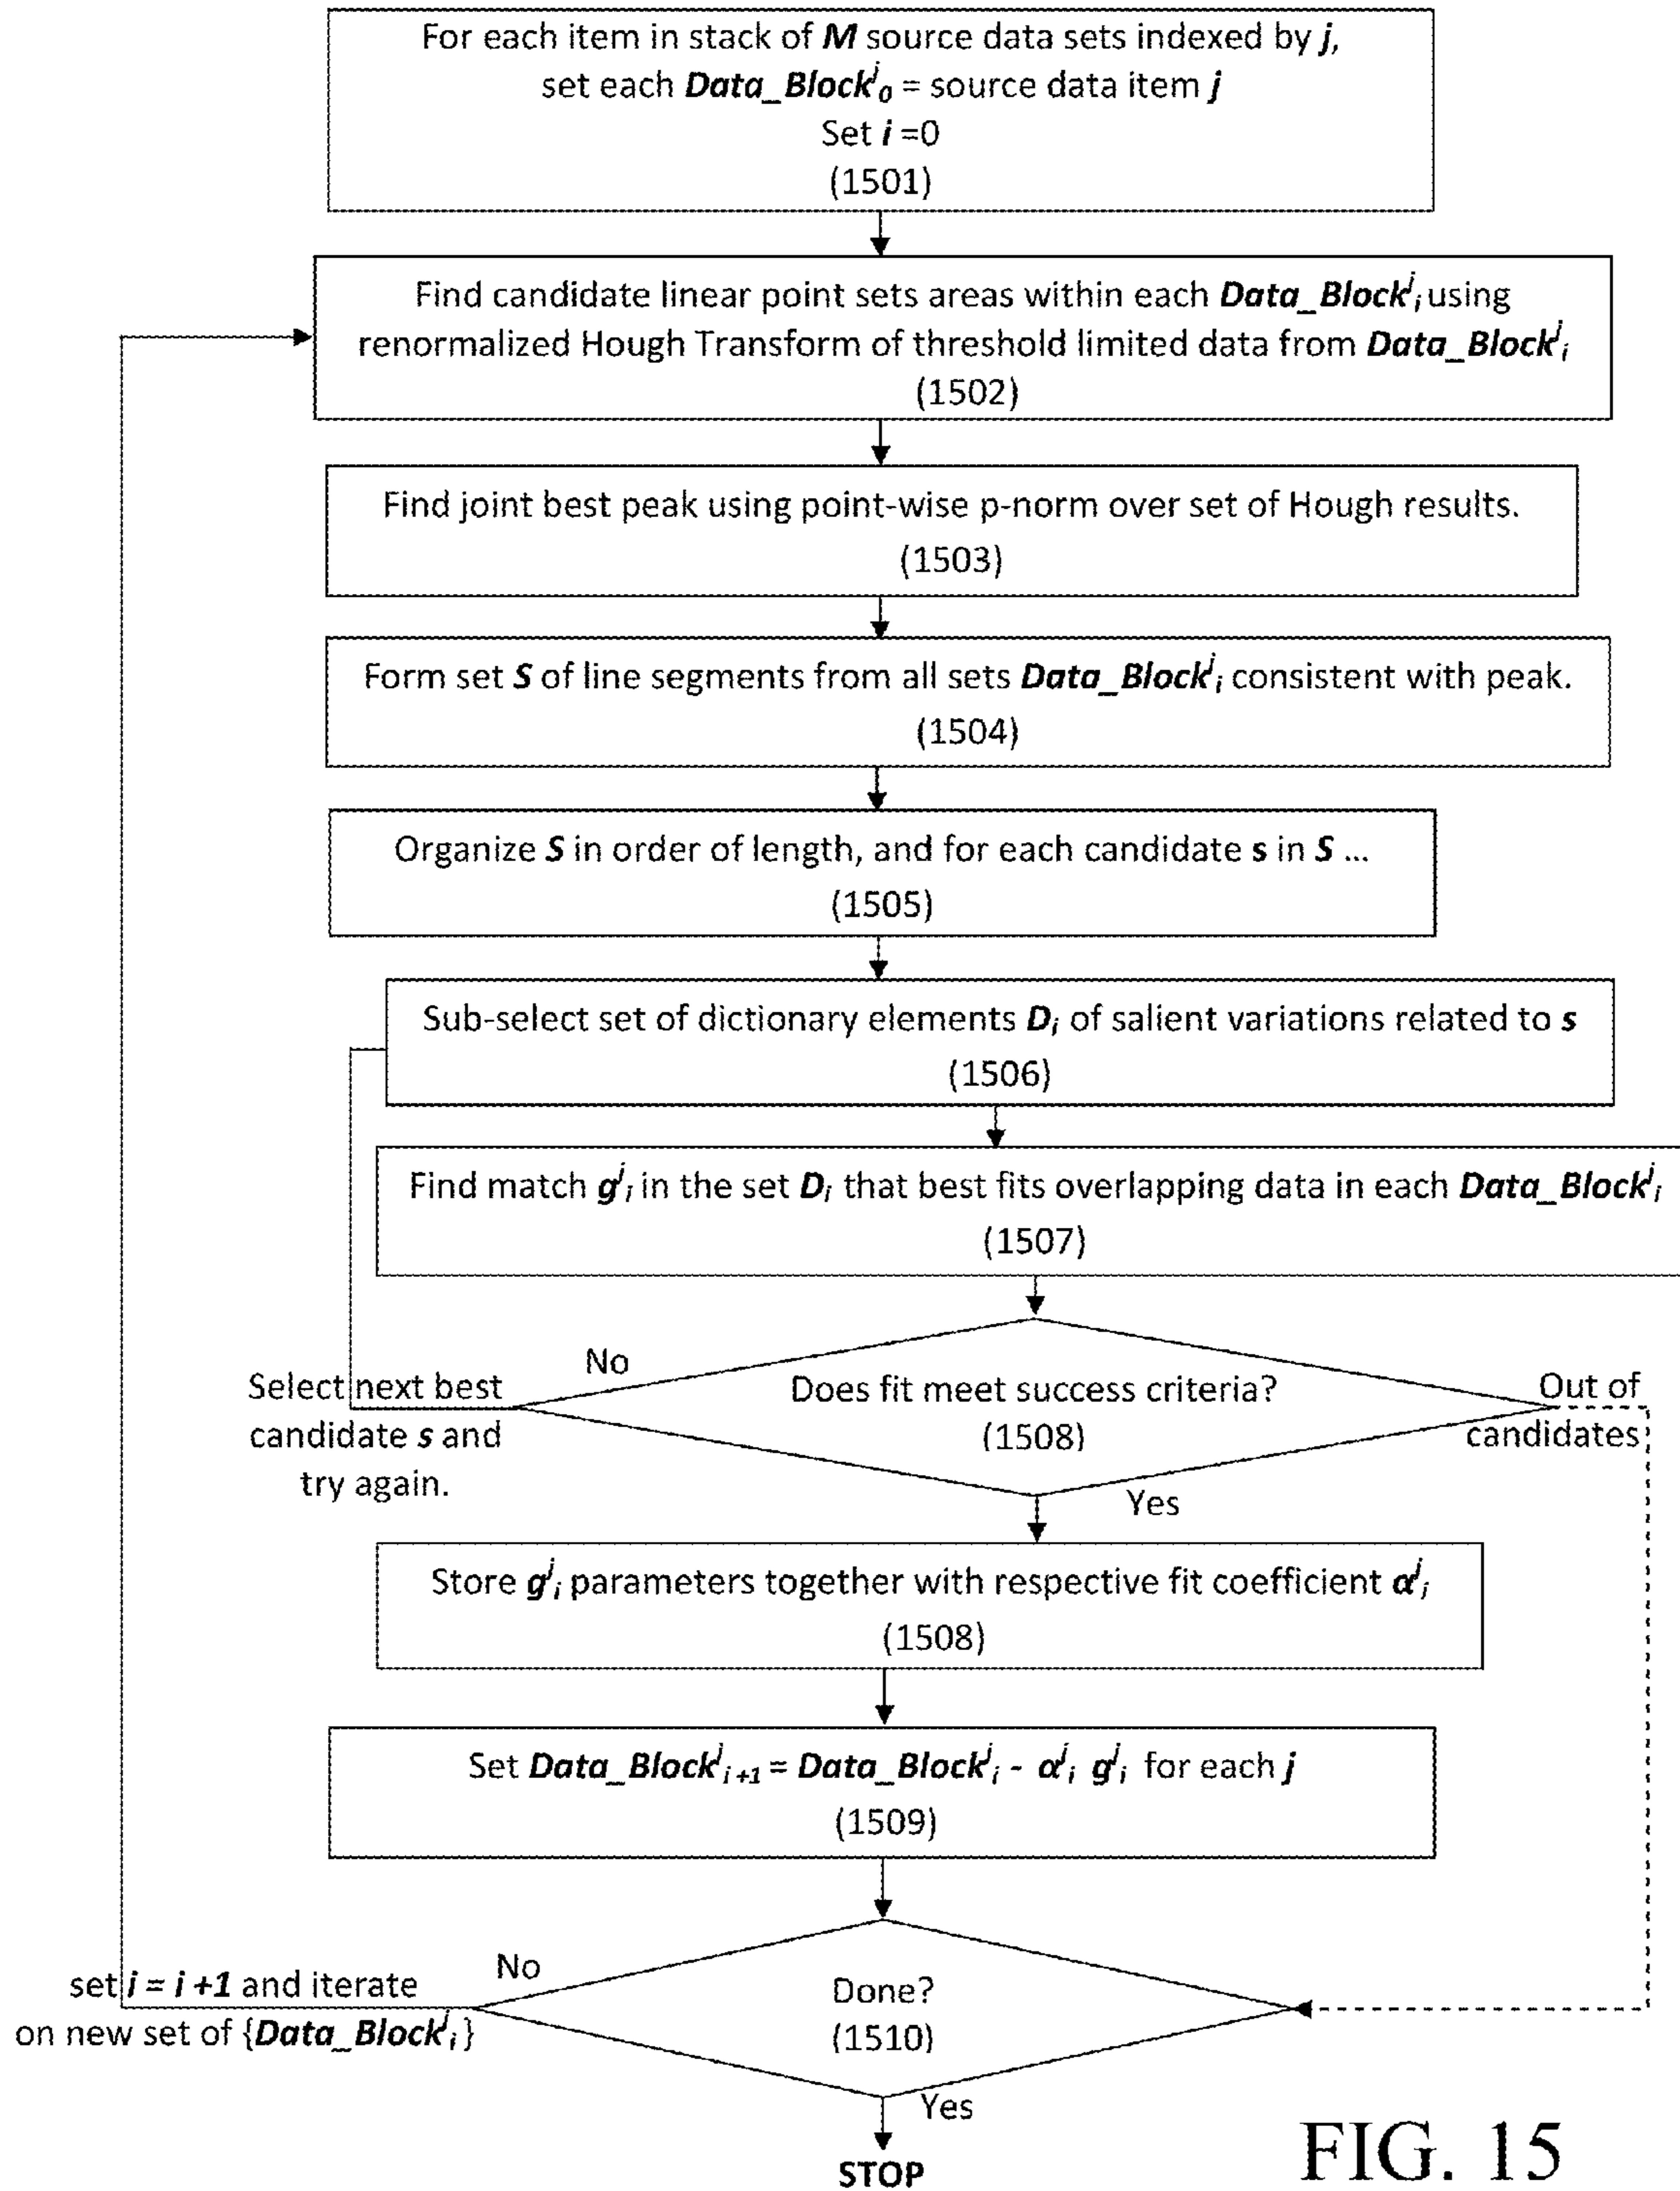 For each item in stack of M source data sets indexed by j,
set each Data_Block^j_0 = source data item j
Set i =0
(1501)
Find candidate linear point sets areas within each Data_Block^j_i using
renormalized Hough Transform of threshold limited data from Data_Block^j_i
(1502)
Find joint best peak using point-wise p-norm over set of Hough results.
(1503)
Form set S of line segments from all sets Data_Block^j_i consistent with peak.
(1504)
Organize S in order of length, and for each candidate s in S ...
(1505)
Sub-select set of dictionary elements D_i of salient variations related to s
(1506)
Find match g^j_i in the set D_i that best fits overlapping data in each Data_Block^j_i
(1507)
No
Select next best
candidate s and
try again.
Does fit meet success criteria?
(1508)
Out of
candidates
Yes
Store g^j_i parameters together with respective fit coefficient α^j_i
(1508)
Set Data_Block^j_i+1 = Data_Block^j_i - α^j_i g^j_i for each j
(1509)
No
set i = i +1 and iterate
on new set of {Data_Block^j_i}
Done?
(1510)
Yes
STOP
FIG. 15